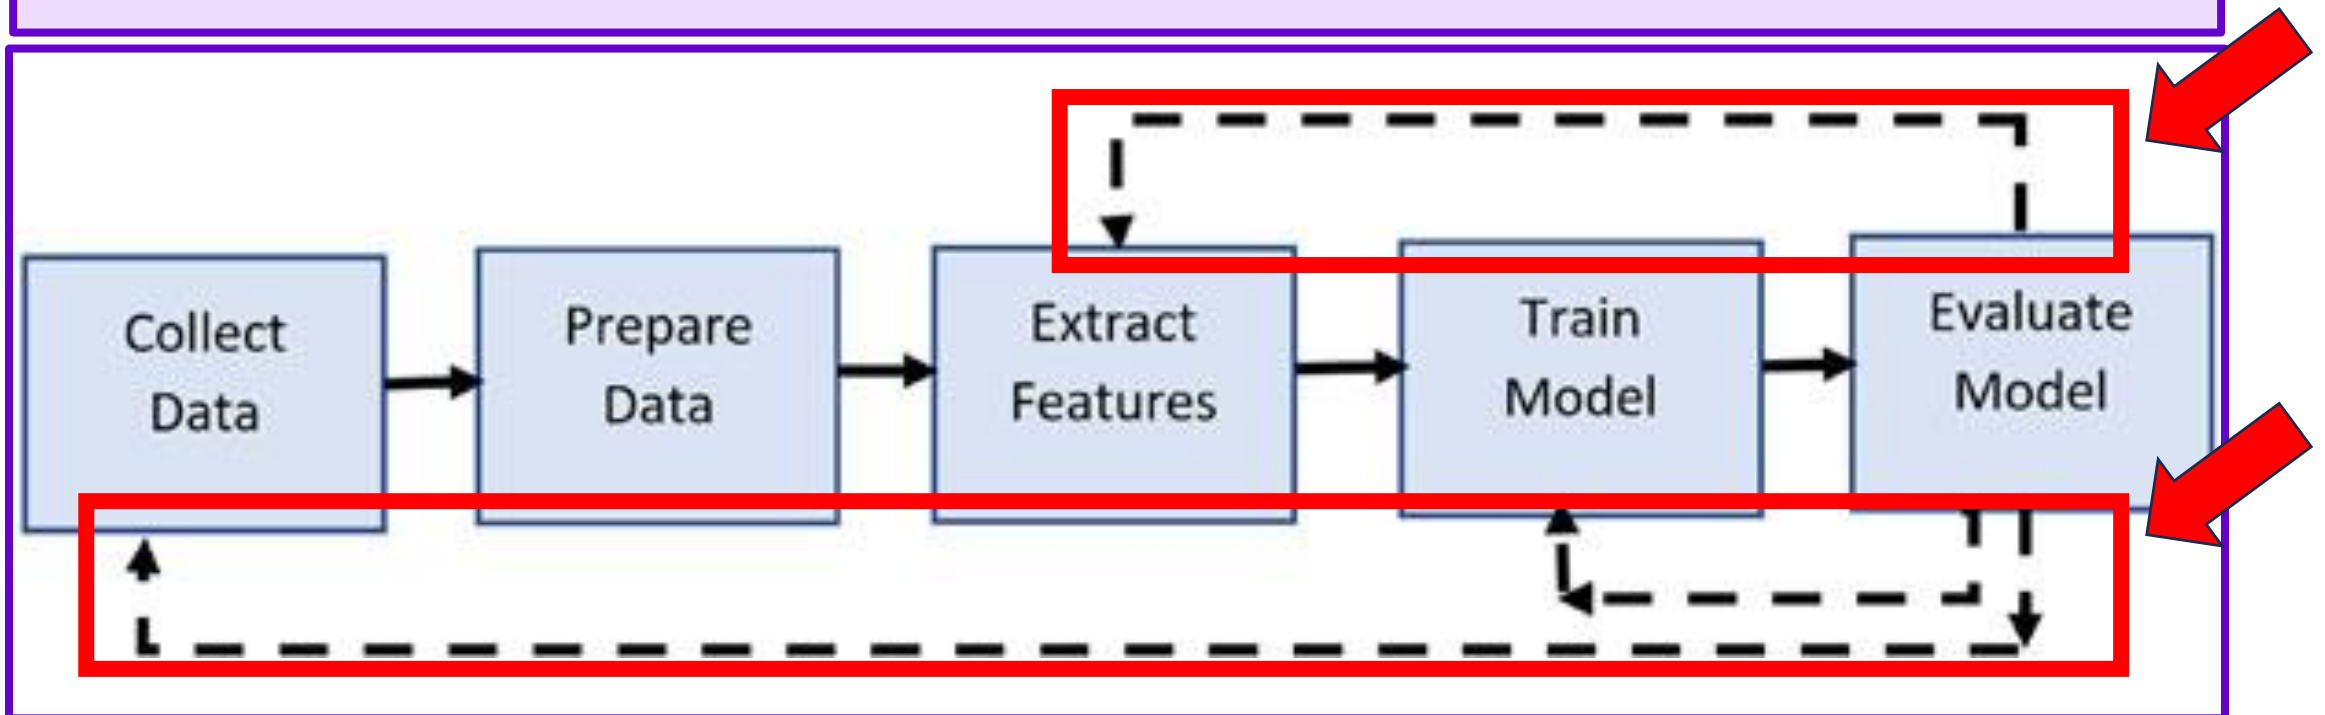 Collect
Data
Prepare
Data
Extract
Features
Train
Model
Evaluate
Model